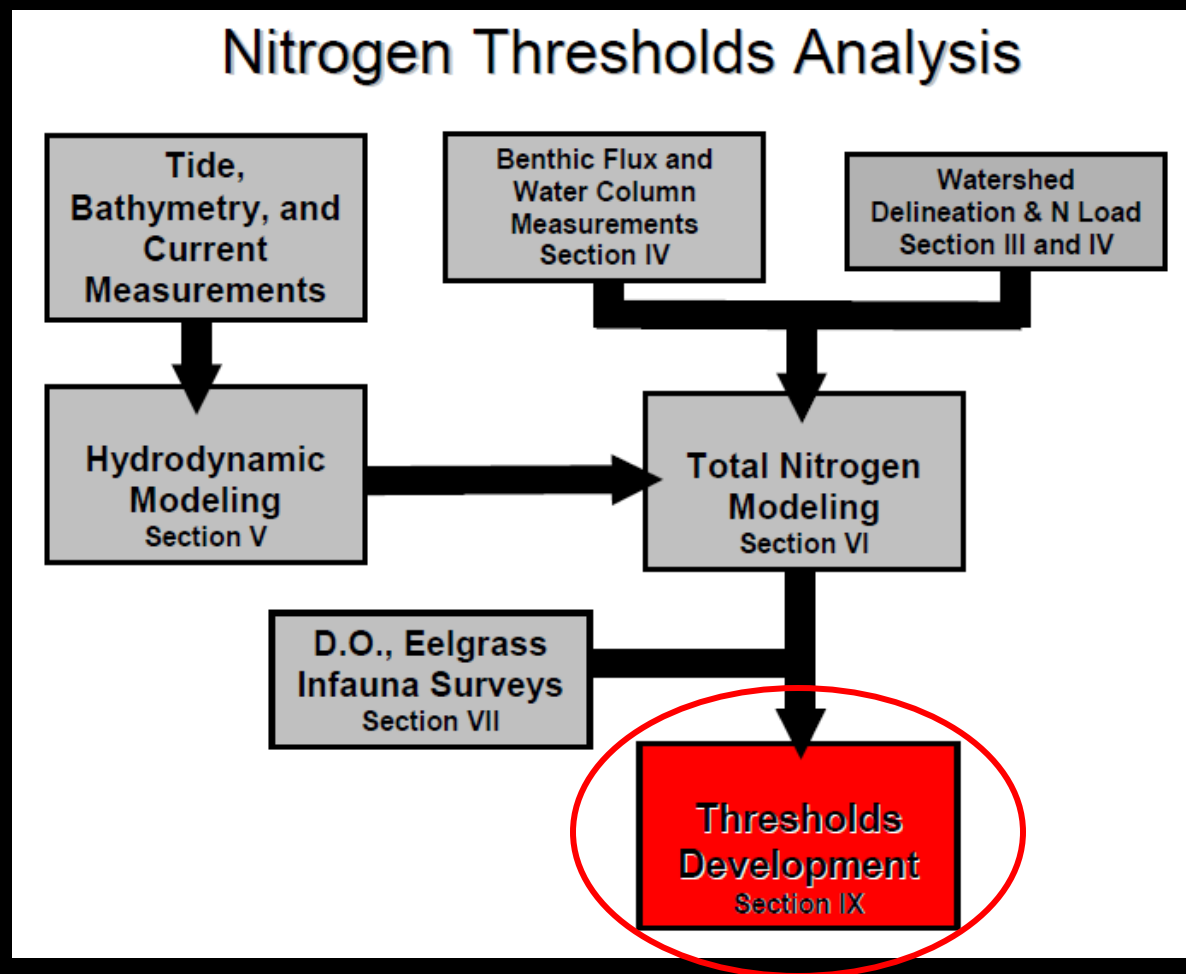 Nitrogen Thresholds Analysis
Tide,
Bathymetry, and
Current
Measurements
Benthic Flux and
Water Column
Measurements
Section IV
Watershed
Delineation & N Load
Section III and IV
Hydrodynamic
Modeling
Section V
Total Nitrogen
Modeling
Section VI
D.O., Eelgrass
Infauna Surveys
Section VII
Thresholds
Development
Section IX